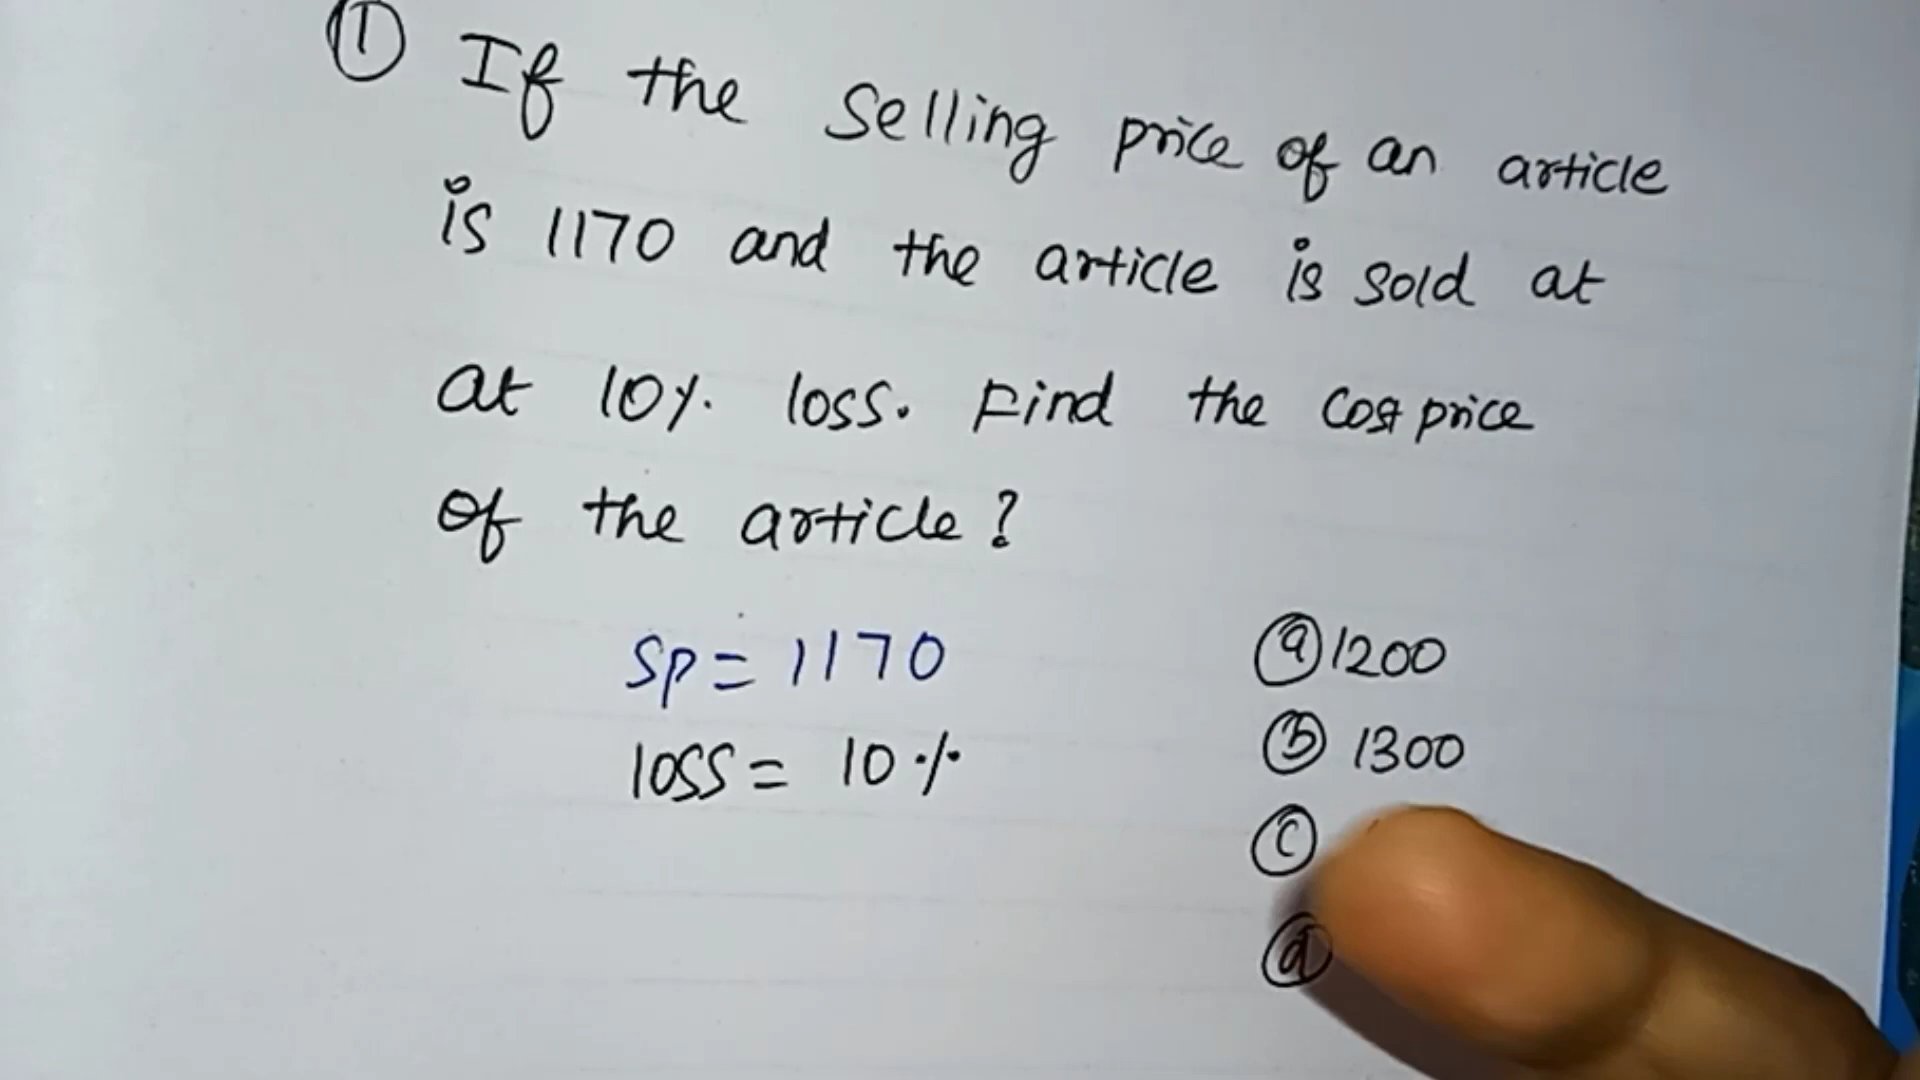 ① If the Selling price of an article
is 1170 and the article is sold at
at 10%. loss. Find the Cost price
of the article?
SP = 1170
loss = 10%
ⓐ 1200
ⓑ 1300
ⓒ
ⓓ